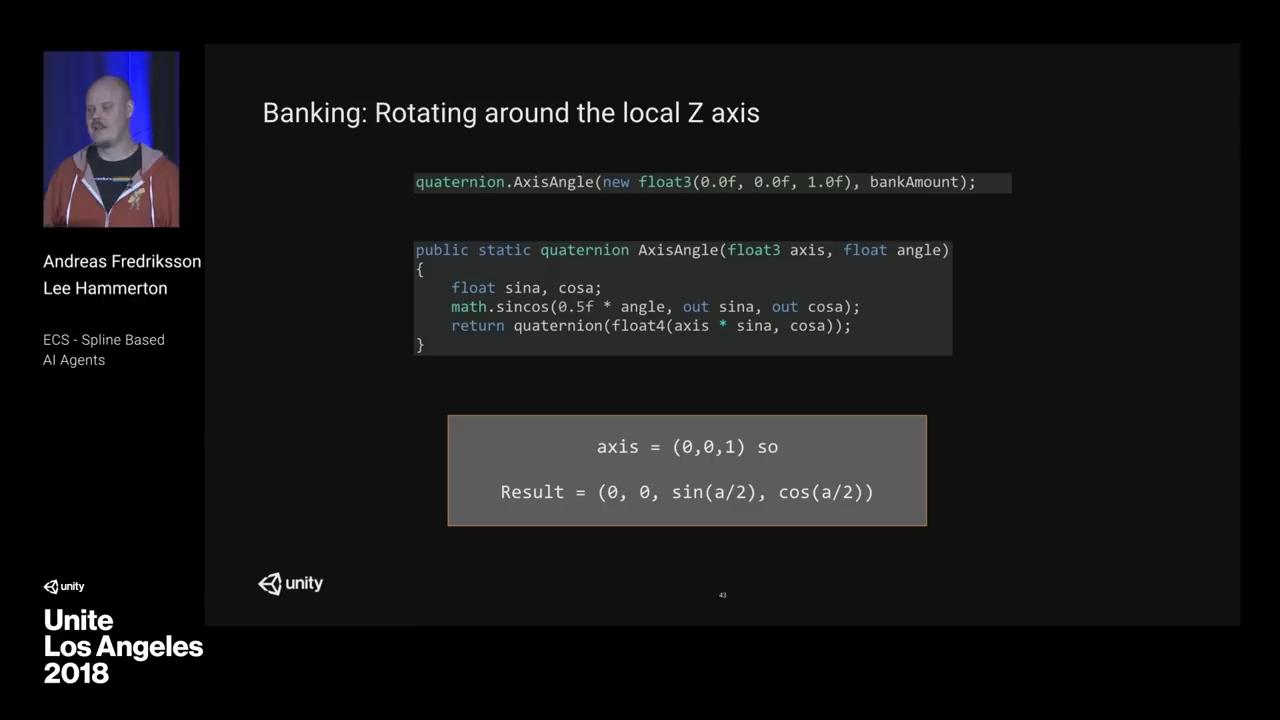 Banking: Rotating around the local Z axis
quaternion.AxisAngle(new float3(0.0f, 0.0f, 1.0f), bankAmount);
public static quaternion AxisAngle(float3 axis, float angle)
{
    float sina, cosa;
    math.sincos(0.5f * angle, out sina, out cosa);
    return quaternion(float4(axis * sina, cosa));
}
axis = (0,0,1) so
Result = (0, 0, sin(a/2), cos(a/2))
unity
43
Andreas Fredriksson
Lee Hammerton
ECS - Spline Based
AI Agents
unity
Unite
Los Angeles
2018